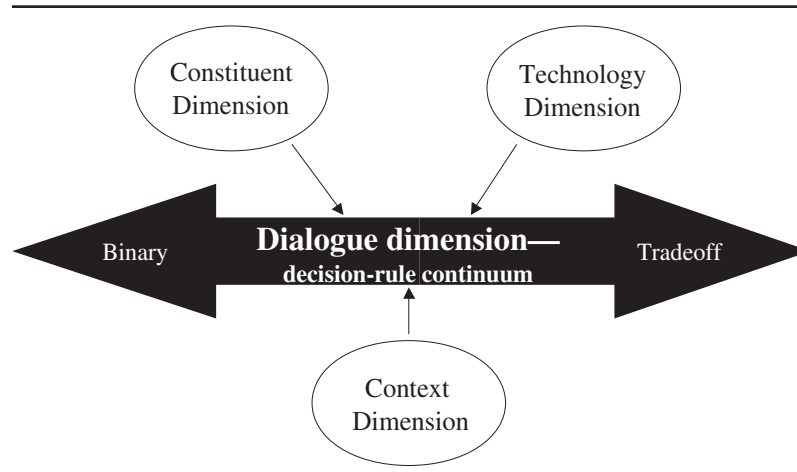 Constituent
Dimension
Technology
Dimension
Binary
Dialogue dimension—
decision-rule continuum
Tradeoff
Context
Dimension